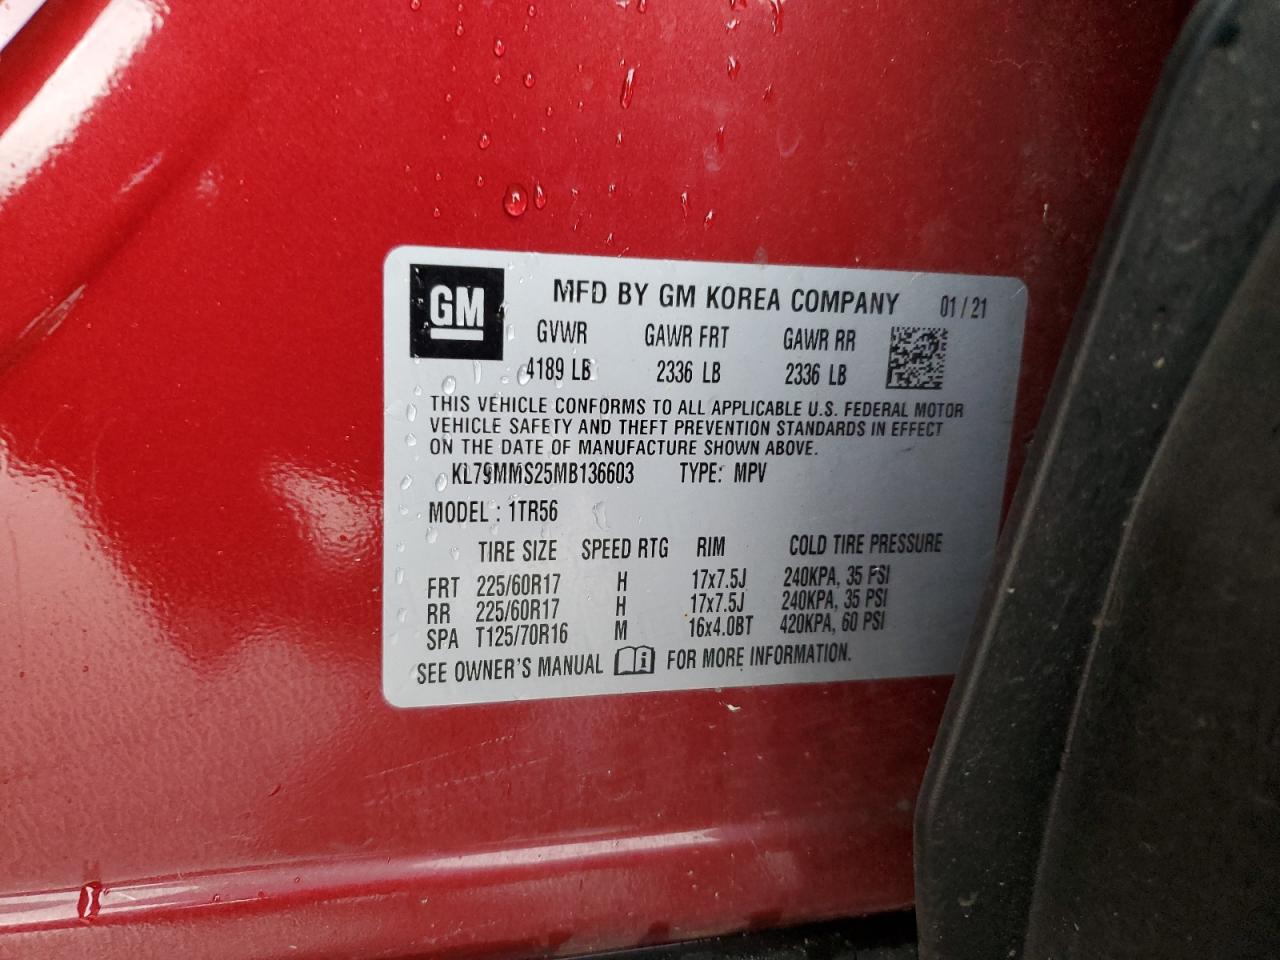 GM
MFD BY GM KOREA COMPANY 01/21
GVWR GAWR FRT GAWR RR
4189 LB 2336 LB 2336 LB
THIS VEHICLE CONFORMS TO ALL APPLICABLE U.S. FEDERAL MOTOR
VEHICLE SAFETY AND THEFT PREVENTION STANDARDS IN EFFECT
ON THE DATE OF MANUFACTURE SHOWN ABOVE.
KL79MMS25MB136603 TYPE: MPV
MODEL : 1TR56
TIRE SIZE SPEED RTG RIM COLD TIRE PRESSURE
FRT 225/60R17 H 17x7.5J 240KPA, 35 PSI
RR 225/60R17 H 17x7.5J 240KPA, 35 PSI
SPA T125/70R16 M 16x4.0BT 420KPA, 60 PSI
SEE OWNER'S MANUAL FOR MORE INFORMATION.